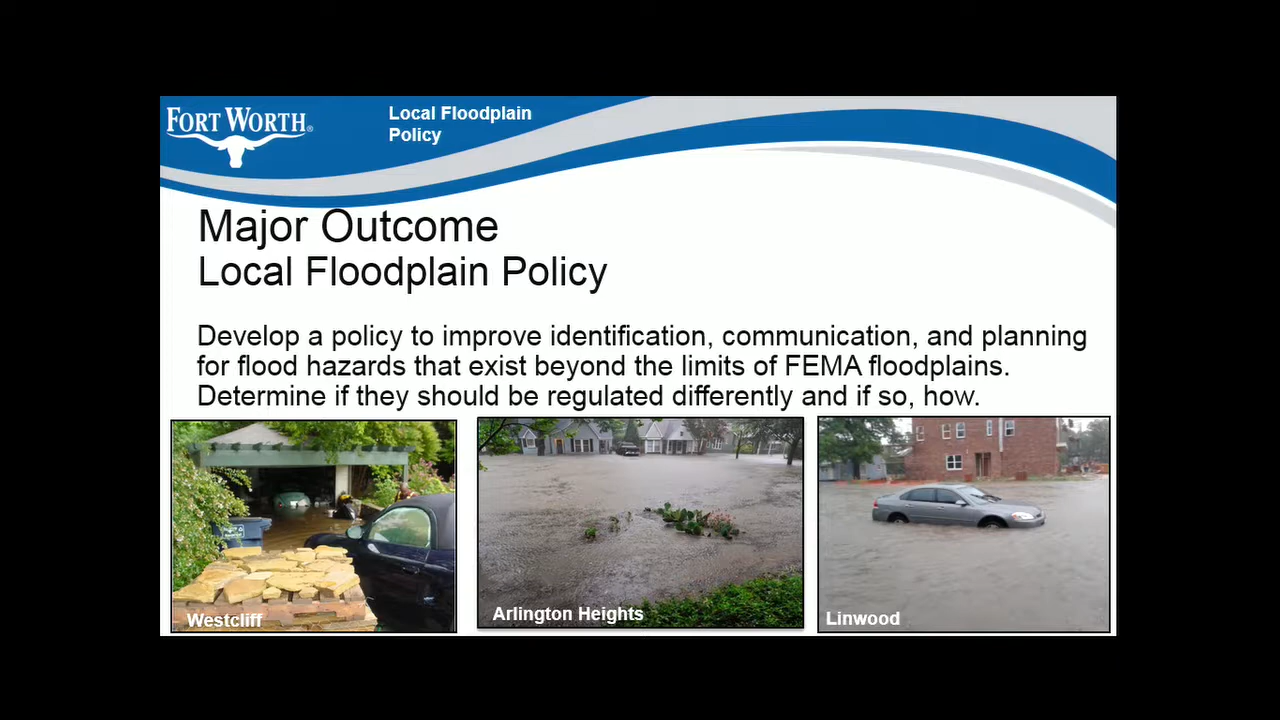 FORT WORTH®
Local Floodplain
Policy
Major Outcome
Local Floodplain Policy
Develop a policy to improve identification, communication, and planning
for flood hazards that exist beyond the limits of FEMA floodplains.
Determine if they should be regulated differently and if so, how.
Westcliff
Arlington Heights
Linwood